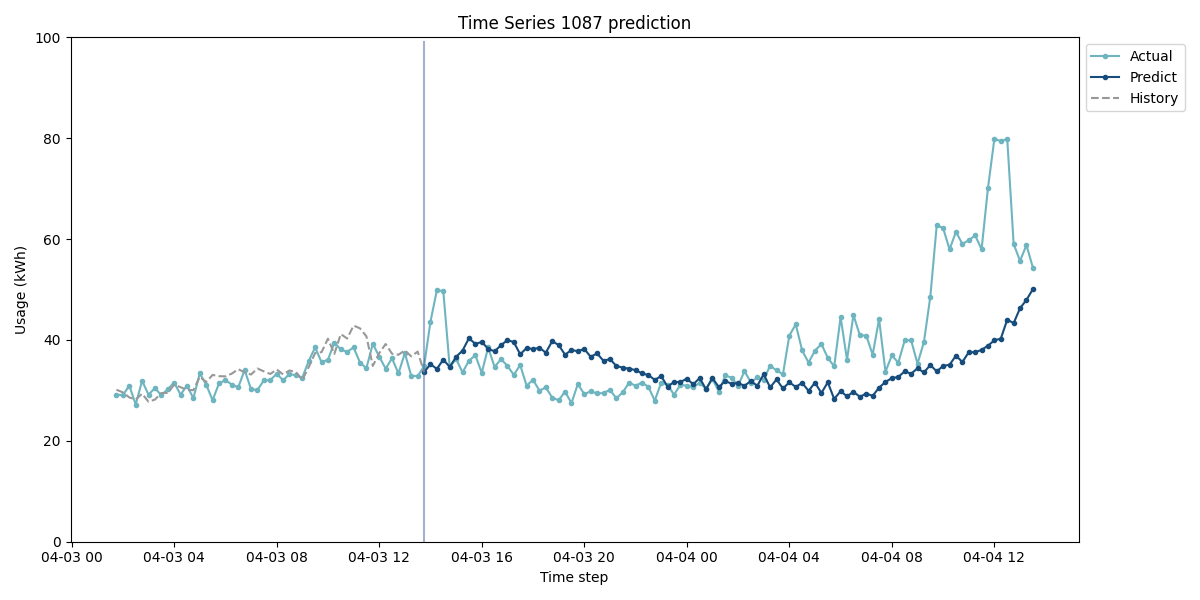 Time Series 1087 prediction
100
80
60
40
20
0
Usage (kWh)
04-03 00 04-03 04 04-03 08 04-03 12 04-03 16 04-03 20 04-04 00 04-04 04 04-04 08 04-04 12
Time step
Actual
Predict
History